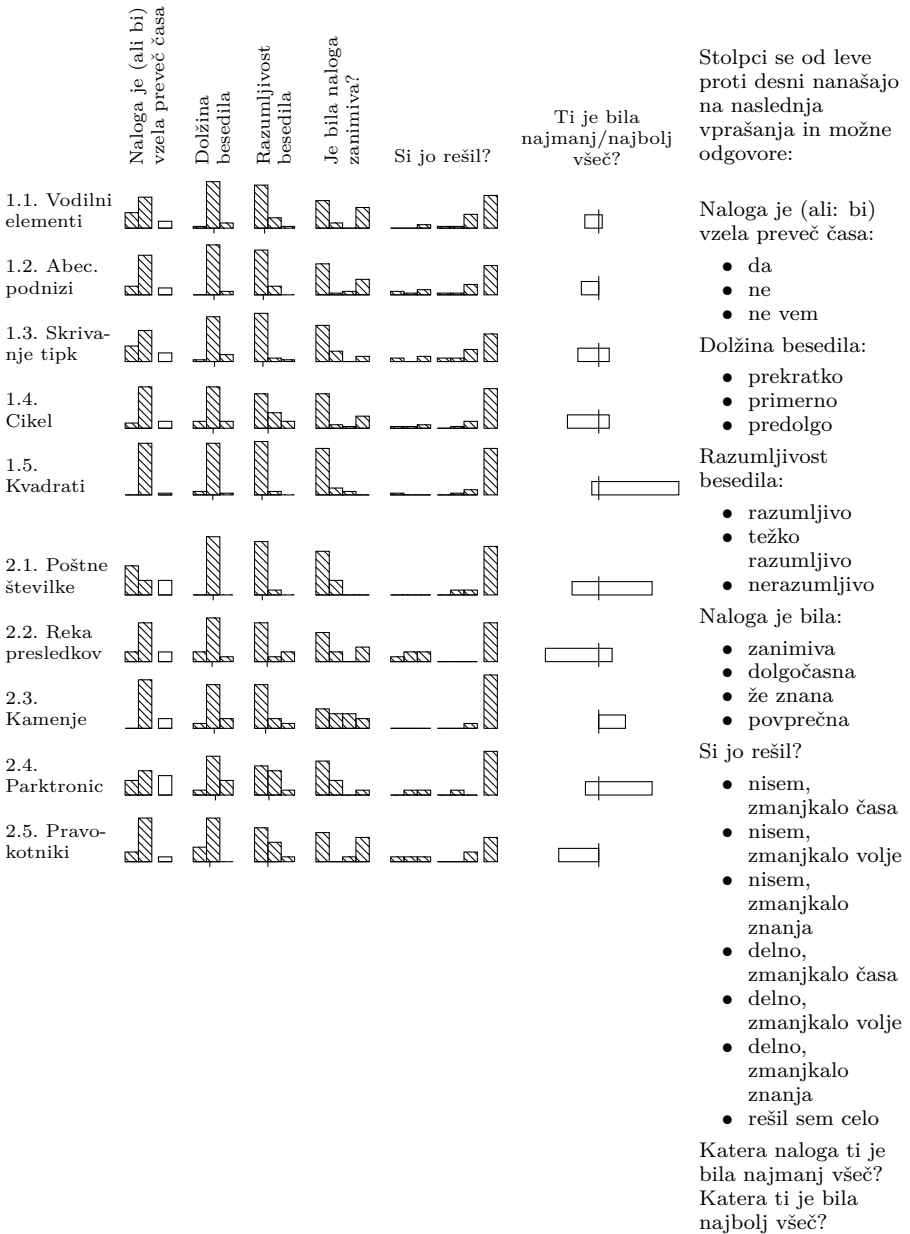 Naloga je (ali bi)
vzela preveč časa
Dolžina
besedila
Razumljivost
besedila
Je bila naloga
zanimiva?
Si jo rešil?
Ti je bila
najmanj/najbolj
všeč?
1.1. Vodilni
elementi
1.2. Abec.
podnizi
1.3. Skriva-
nje tipk
1.4.
Cikel
1.5.
Kvadrati
2.1. Poštne
številke
2.2. Reka
presledkov
2.3.
Kamenje
2.4.
Parktronic
2.5. Pravo-
kotniki
Stolpci se od leve
proti desni nanašajo
na naslednja
vprašanja in možne
odgovore:
Naloga je (ali: bi)
vzela preveč časa:
• da
• ne
• ne vem
Dolžina besedila:
• prekratko
• primerno
• predolgo
Razumljivost
besedila:
• razumljivo
• težko
razumljivo
• nerazumljivo
Naloga je bila:
• zanimiva
• dolgočasna
• že znana
• povprečna
Si jo rešil?
• nisem,
zmanjkalo časa
• nisem,
zmanjkalo volje
• nisem,
zmanjkalo
znanja
• delno,
zmanjkalo časa
• delno,
zmanjkalo volje
• delno,
zmanjkalo
znanja
• rešil sem celo
Katera naloga ti je
bila najmanj všeč?
Katera ti je bila
najbolj všeč?